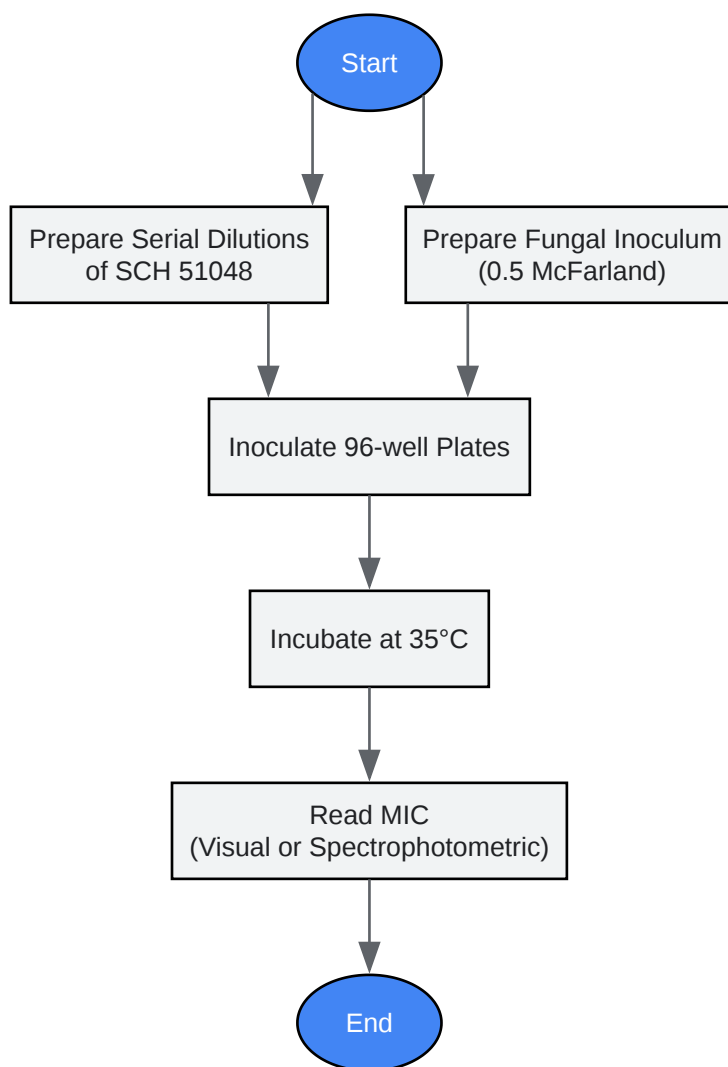 Start
Prepare Serial Dilutions
of SCH 51048
Prepare Fungal Inoculum
(0.5 McFarland)
Inoculate 96-well Plates
Incubate at 35°C
Read MIC
(Visual or Spectrophotometric)
End